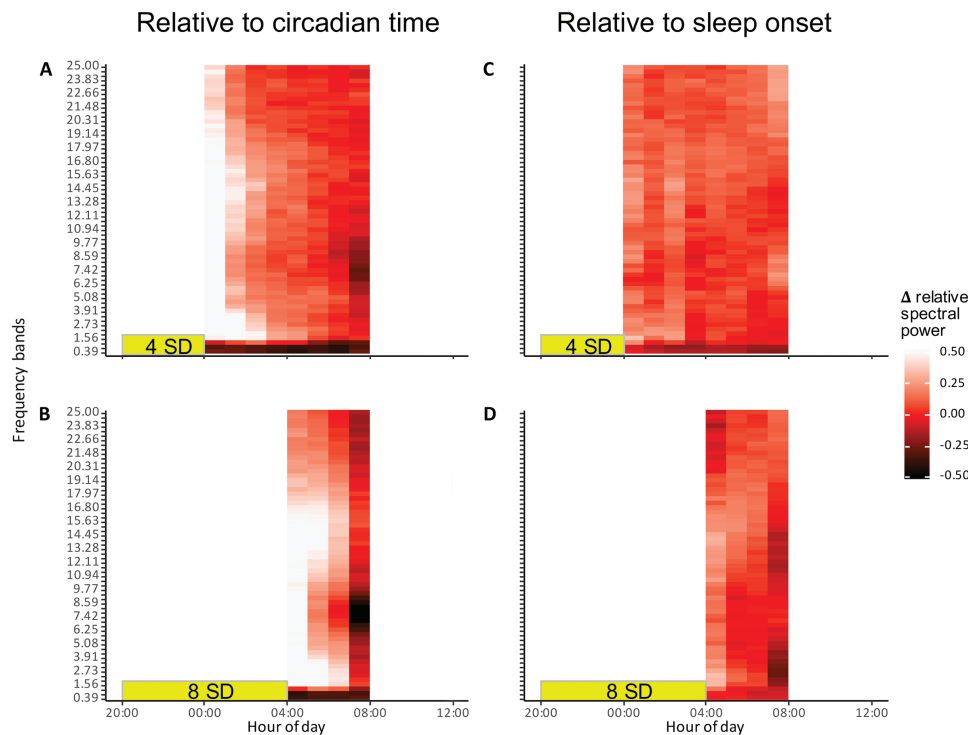 Relative to circadian time
Relative to sleep onset
A
25.00
23.83
22.66
21.48
20.31
19.14
17.97
16.80
15.63
14.45
13.28
12.11
10.94
9.77
8.59
7.42
6.25
5.08
3.91
2.73
1.56
0.39
4 SD
C
4 SD
Frequency bands
B
25.00
23.83
22.66
21.48
20.31
19.14
17.97
16.80
15.63
14.45
13.28
12.11
10.94
9.77
8.59
7.42
6.25
5.08
3.91
2.73
1.56
0.39
8 SD
20:00 00:00 04:00 08:00 12:00
Hour of day
D
8 SD
20:00 00:00 04:00 08:00 12:00
Hour of day
Δ relative
spectral
power
0.50
0.25
0.00
-0.25
-0.50